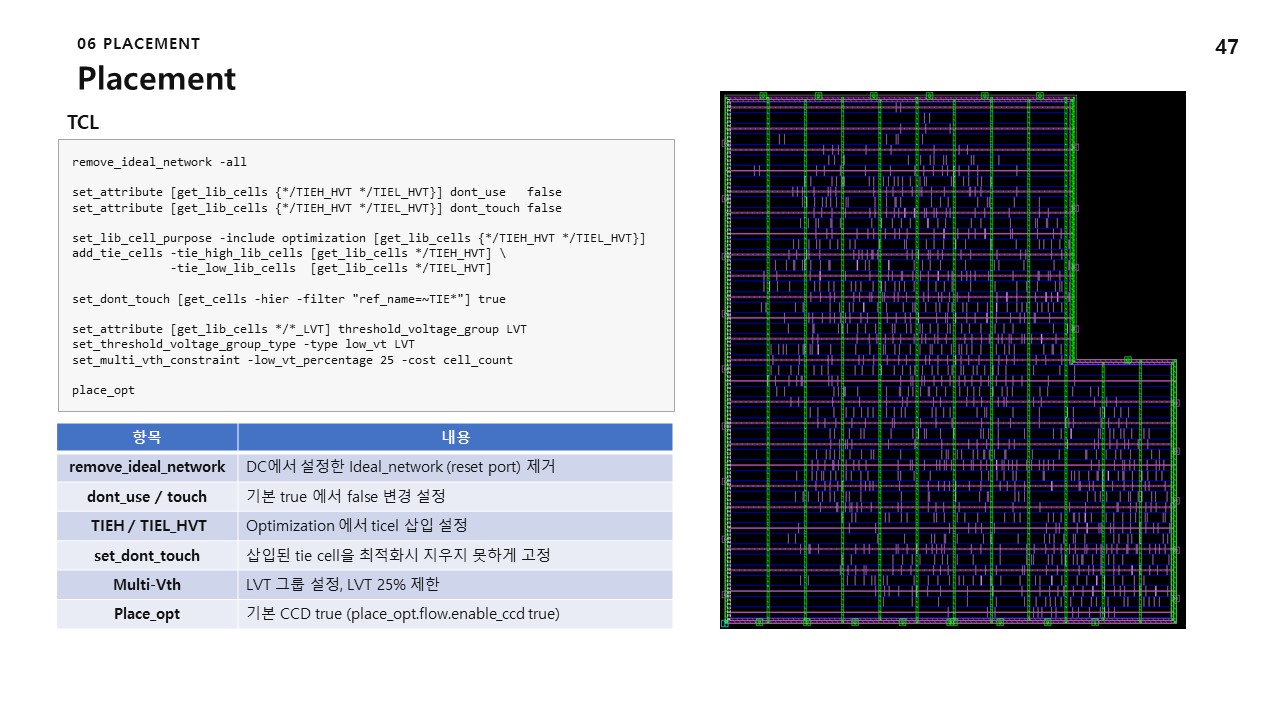 06 PLACEMENT
47
Placement
TCL
remove_ideal_network -all
set_attribute [get_lib_cells {*/TIEH_HVT */TIEL_HVT}] dont_use   false
set_attribute [get_lib_cells {*/TIEH_HVT */TIEL_HVT}] dont_touch false
set_lib_cell_purpose -include optimization [get_lib_cells {*/TIEH_HVT */TIEL_HVT}]
add_tie_cells -tie_high_lib_cells [get_lib_cells */TIEH_HVT] \
-tie_low_lib_cells  [get_lib_cells */TIEL_HVT]
set_dont_touch [get_cells -hier -filter "ref_name=~TIE*"] true
set_attribute [get_lib_cells */*_LVT] threshold_voltage_group LVT
set_threshold_voltage_group_type -type low_vt LVT
set_multi_vth_constraint -low_vt_percentage 25 -cost cell_count
place_opt
항목 내용
remove_ideal_network DC에서 설정한 Ideal_network (reset port) 제거
dont_use / touch 기본 true 에서 false 변경 설정
TIEH / TIEL_HVT Optimization 에서 ticel 삽입 설정
set_dont_touch 삽입된 tie cell을 최적화시 지우지 못하게 고정
Multi-Vth LVT 그룹 설정, LVT 25% 제한
Place_opt 기본 CCD true (place_opt.flow.enable_ccd true)